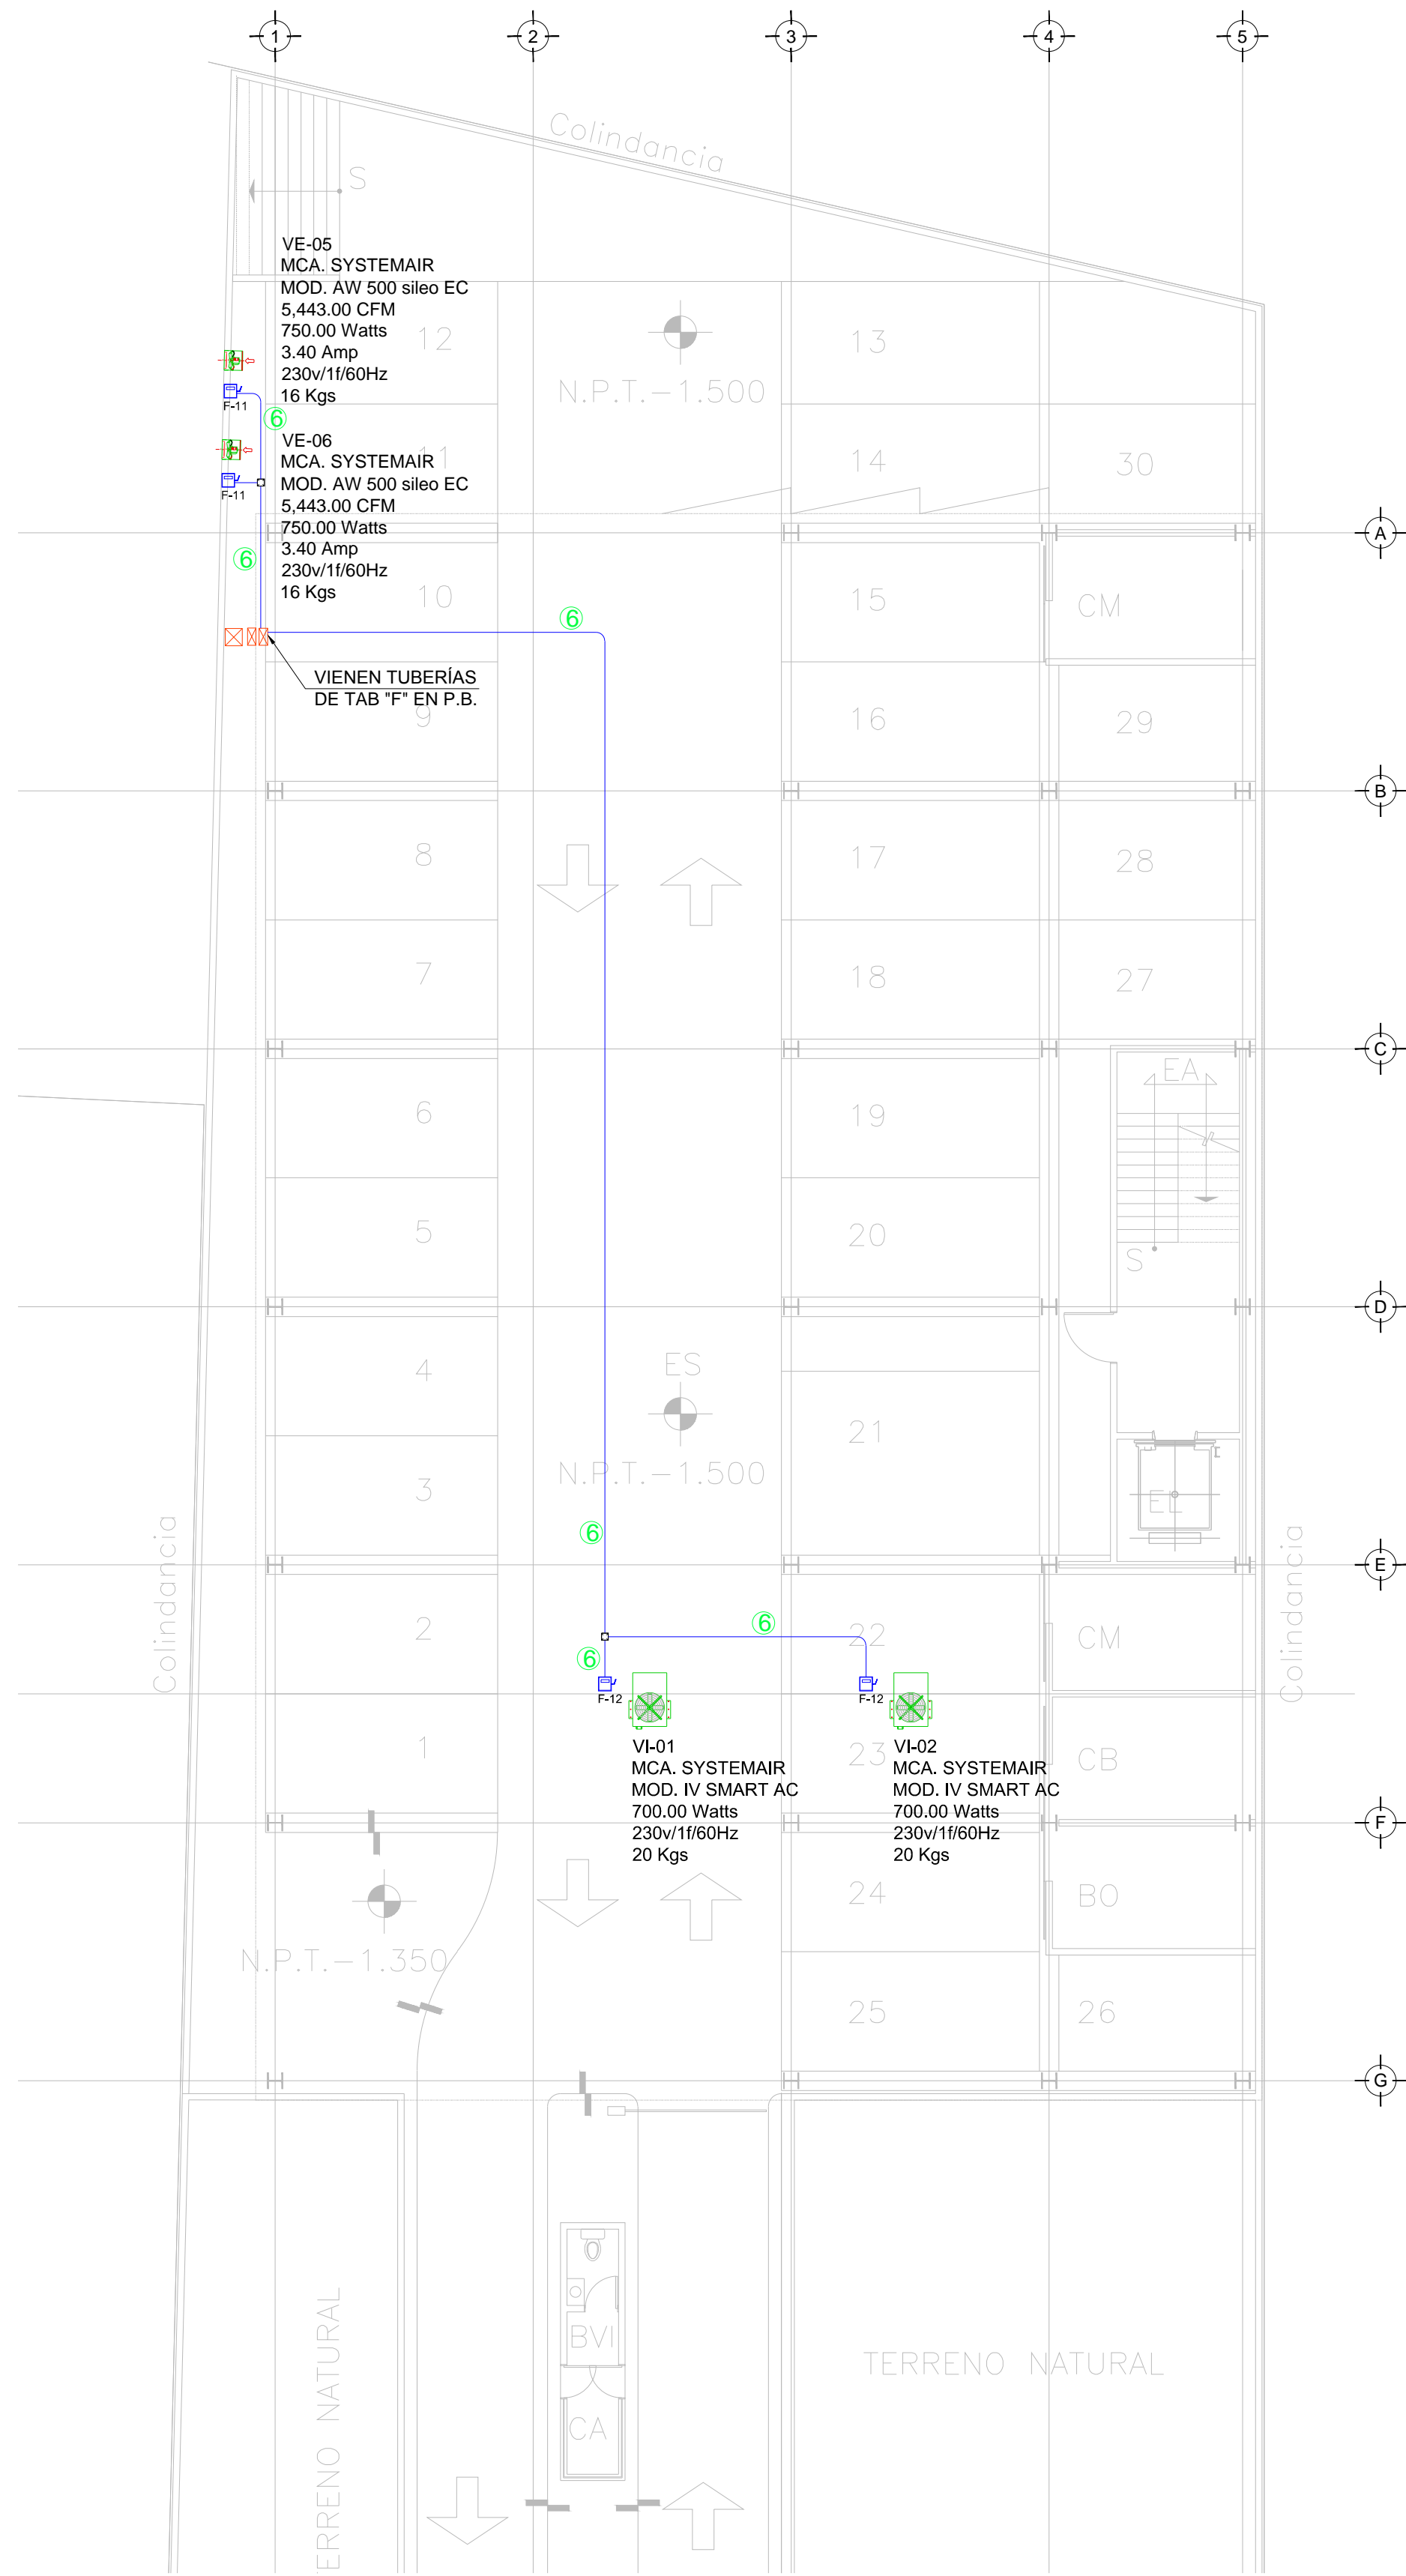 1
2
3
4
5
Colindancia
S
VE-05
MCA. SYSTEMAIR
MOD. AW 500 sileo EC
5,443.00 CFM
750.00 Watts
3.40 Amp
230v/1f/60Hz
16 Kgs
12
13
N.P.T.-1.500
F-11
6
VE-06
MCA. SYSTEMAIR
MOD. AW 500 sileo EC
5,443.00 CFM
750.00 Watts
3.40 Amp
230v/1f/60Hz
16 Kgs
11
14
30
F-11
A
6
10
15
CM
6
VIENEN TUBERÍAS
DE TAB "F" EN P.B.
9
16
29
B
8
17
28
7
18
27
C
EA
6
19
5
20
S
D
4
ES
21
N.P.T.-1.500
3
EL
6
E
Colindancia
Colindancia
2
6
22
CM
6
F-12
F-12
1
VI-01
MCA. SYSTEMAIR
MOD. IV SMART AC
700.00 Watts
230v/1f/60Hz
20 Kgs
23
VI-02
MCA. SYSTEMAIR
MOD. IV SMART AC
700.00 Watts
230v/1f/60Hz
20 Kgs
CB
F
24
BO
N.P.T.-1.350
25
26
G
BVI
TERRENO NATURAL
CA
TERRENO NATURAL